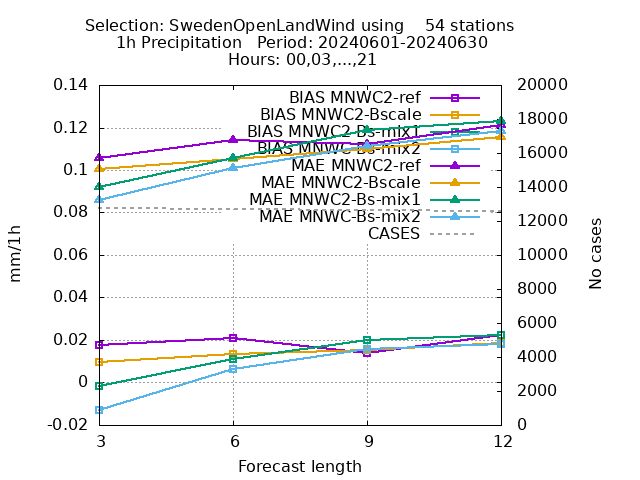 Selection: SwedenOpenLandWind using    54 stations
1h Precipitation   Period: 20240601-20240630
Hours: 00,03,...,21
0.14
0.12
0.1
0.08
0.06
0.04
0.02
0
-0.02
mm/1h
BIAS MNWC2-ref
BIAS MNWC2-Bscale
BIAS MNWC2-Bs-mix1
BIAS MNWC-Bs-mix2
MAE MNWC2-ref
MAE MNWC2-Bscale
MAE MNWC2-Bs-mix1
MAE MNWC-Bs-mix2
CASES
20000
18000
16000
14000
12000
10000
8000
6000
4000
2000
0
No cases
3 6 9 12
Forecast length